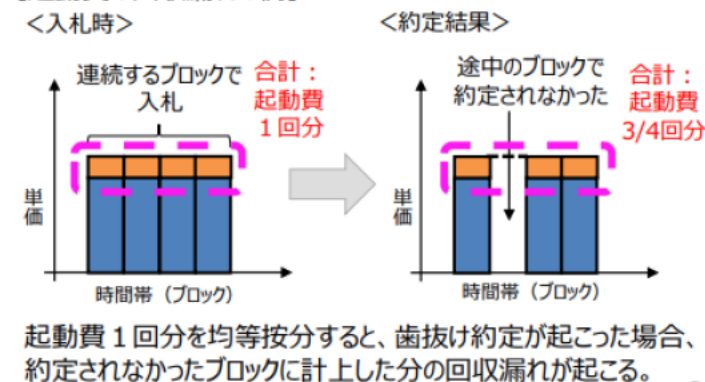 ＜入札時＞
＜約定結果＞
連続するブロックで
入札
合計：
起動費
１回分
単価
時間帯（ブロック）
途中のブロックで
約定されなかった
合計：
起動費
3/4回分
単価
時間帯（ブロック）
起動費１回分を均等按分すると、歯抜け約定が起こった場合、
約定されなかったブロックに計上した分の回収漏れが起こる。